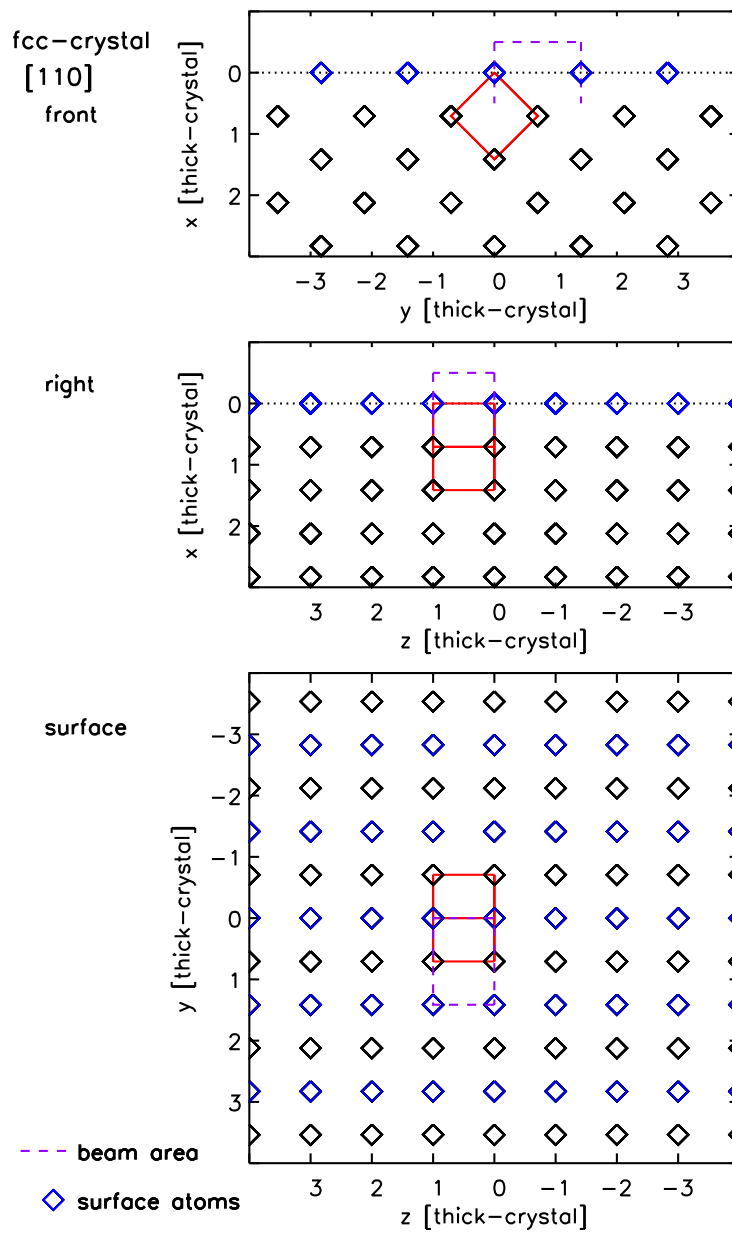 fcc-crystal
[110]
front
x [thick-crystal]
0
1
2
-3 -2 -1 0 1 2 3
y [thick-crystal]
right
x [thick-crystal]
0
1
2
3 2 1 0 -1 -2 -3
z [thick-crystal]
surface
y [thick-crystal]
-3
-2
-1
0
1
2
3
3 2 1 0 -1 -2 -3
z [thick-crystal]
beam area
surface atoms